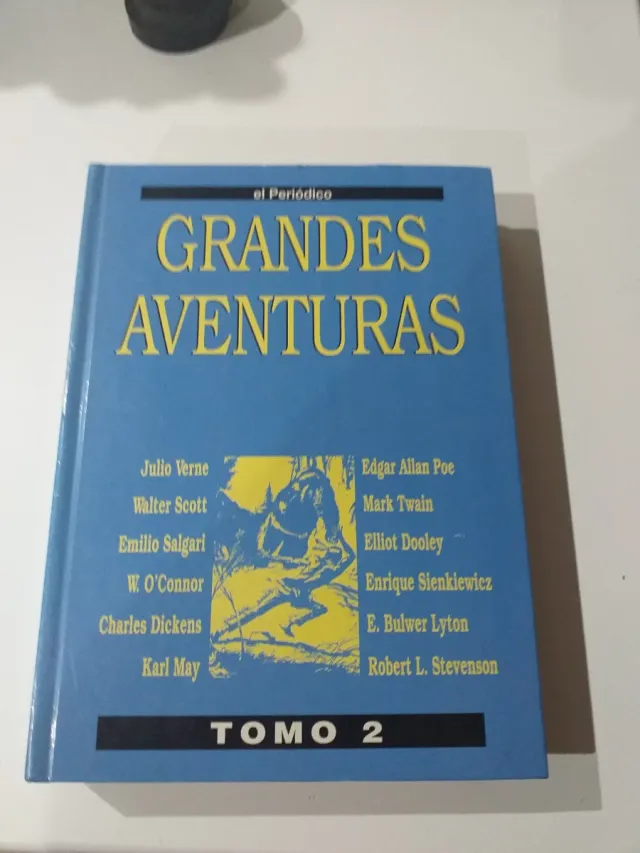 el Periódico
GRANDES
AVENTURAS
Julio Verne
Walter Scott
Emilio Salgari
W. O'Connor
Charles Dickens
Karl May
Edgar Allan Poe
Mark Twain
Elliot Dooley
Enrique Sienkiewicz
E. Bulwer Lyton
Robert L. Stevenson
TOMO 2